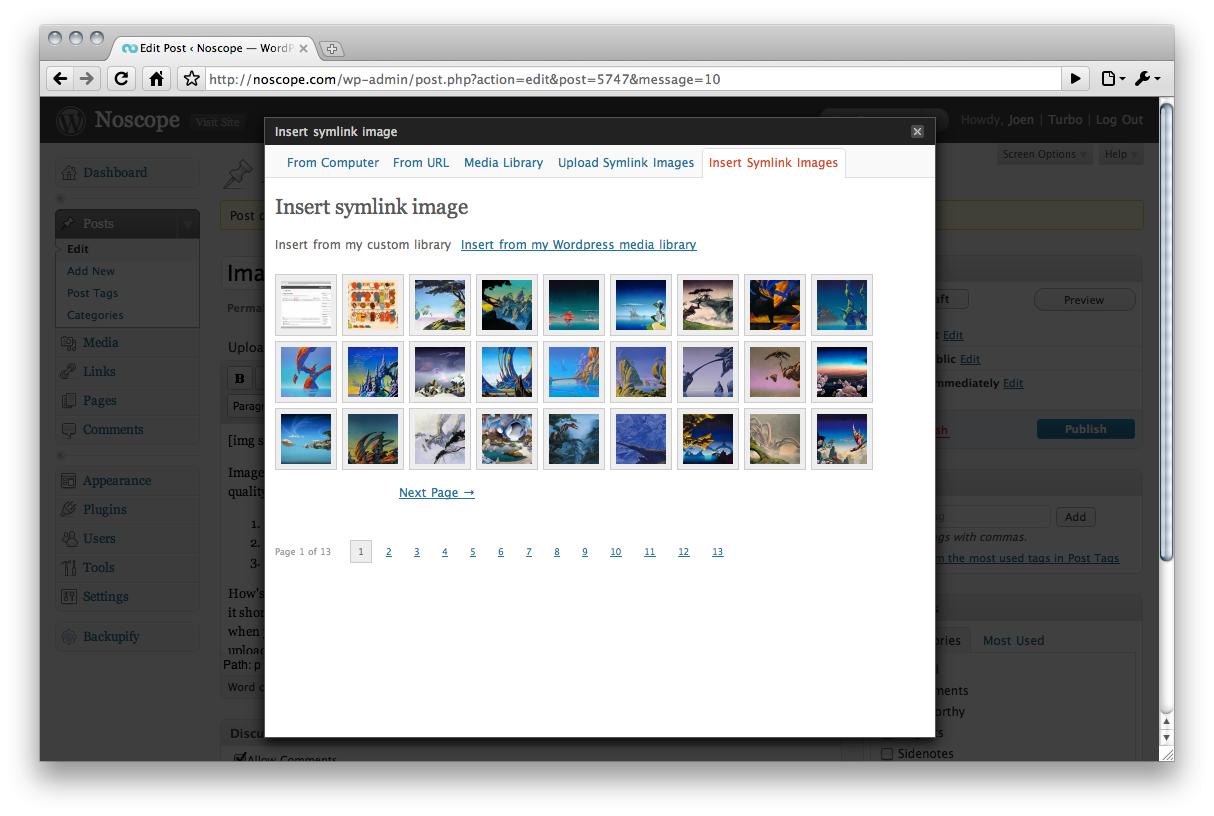 Edit Post ‹ Noscope — WordP
http://noscope.com/wp-admin/post.php?action=edit&post=5747&message=10
Noscope Visit Site
Howdy, Joen | Turbo | Log Out
Insert symlink image
From Computer From URL Media Library Upload Symlink Images Insert Symlink Images
Screen Options Help
Dashboard
Posts
Edit
Add New
Post Tags
Categories
Media
Links
Pages
Comments
Appearance
Plugins
Users
Tools
Settings
Backupify
Post
Ima
Perma
Uploa
B
Paragr
[img s
Image
quality
1.
2.
3.
How's
it shor
when
upload
Path: p
Word c
Discu
Allow Comments
Insert symlink image
Insert from my custom library Insert from my Wordpress media library
Next Page →
Page 1 of 13 1 2 3 4 5 6 7 8 9 10 11 12 13
ft Preview
Edit
blic Edit
mmediately Edit
sh Publish
g Add
gs with commas.
m the most used tags in Post Tags
s
ories Most Used
ments
orthy
s
Sidenotes